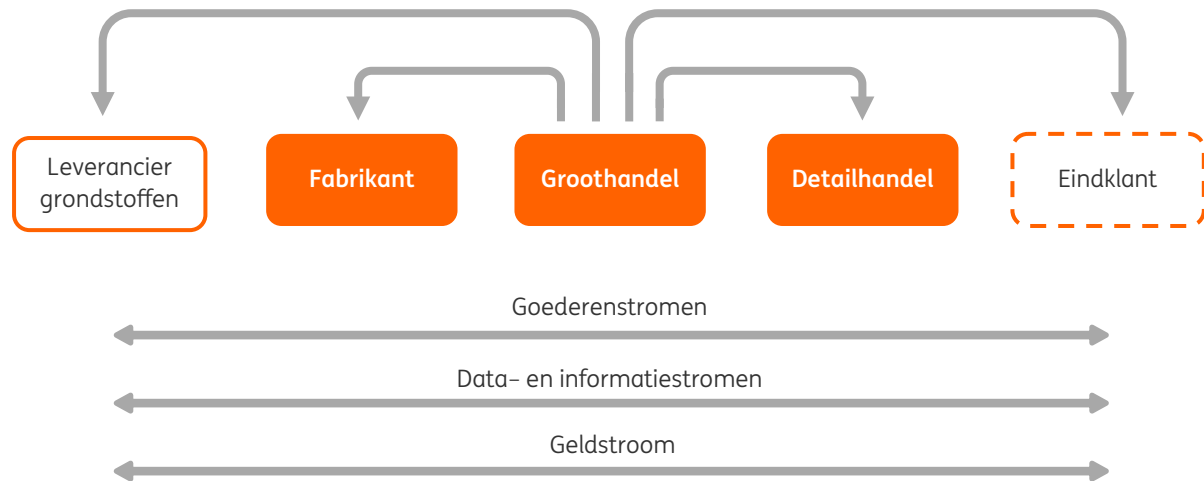 Leverancier
grondstoffen
Fabrikant
Groothandel
Detailhandel
Eindklant
Goederenstromen
Data– en informatiestromen
Geldstroom